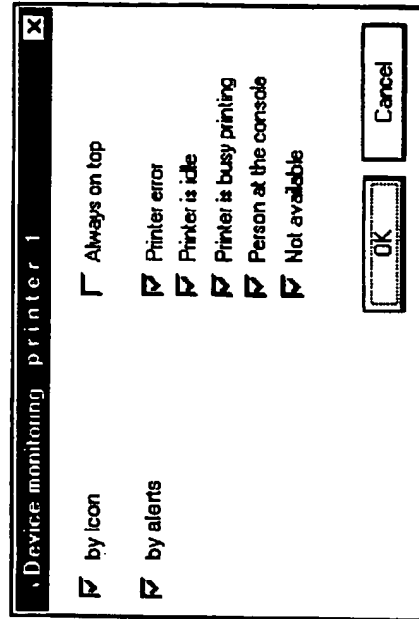 Device monitoring printer 1
by icon
Always on top
by alerts
Printer error
Printer is idle
Printer is busy printing
Person at the console
Not available
OK
Cancel